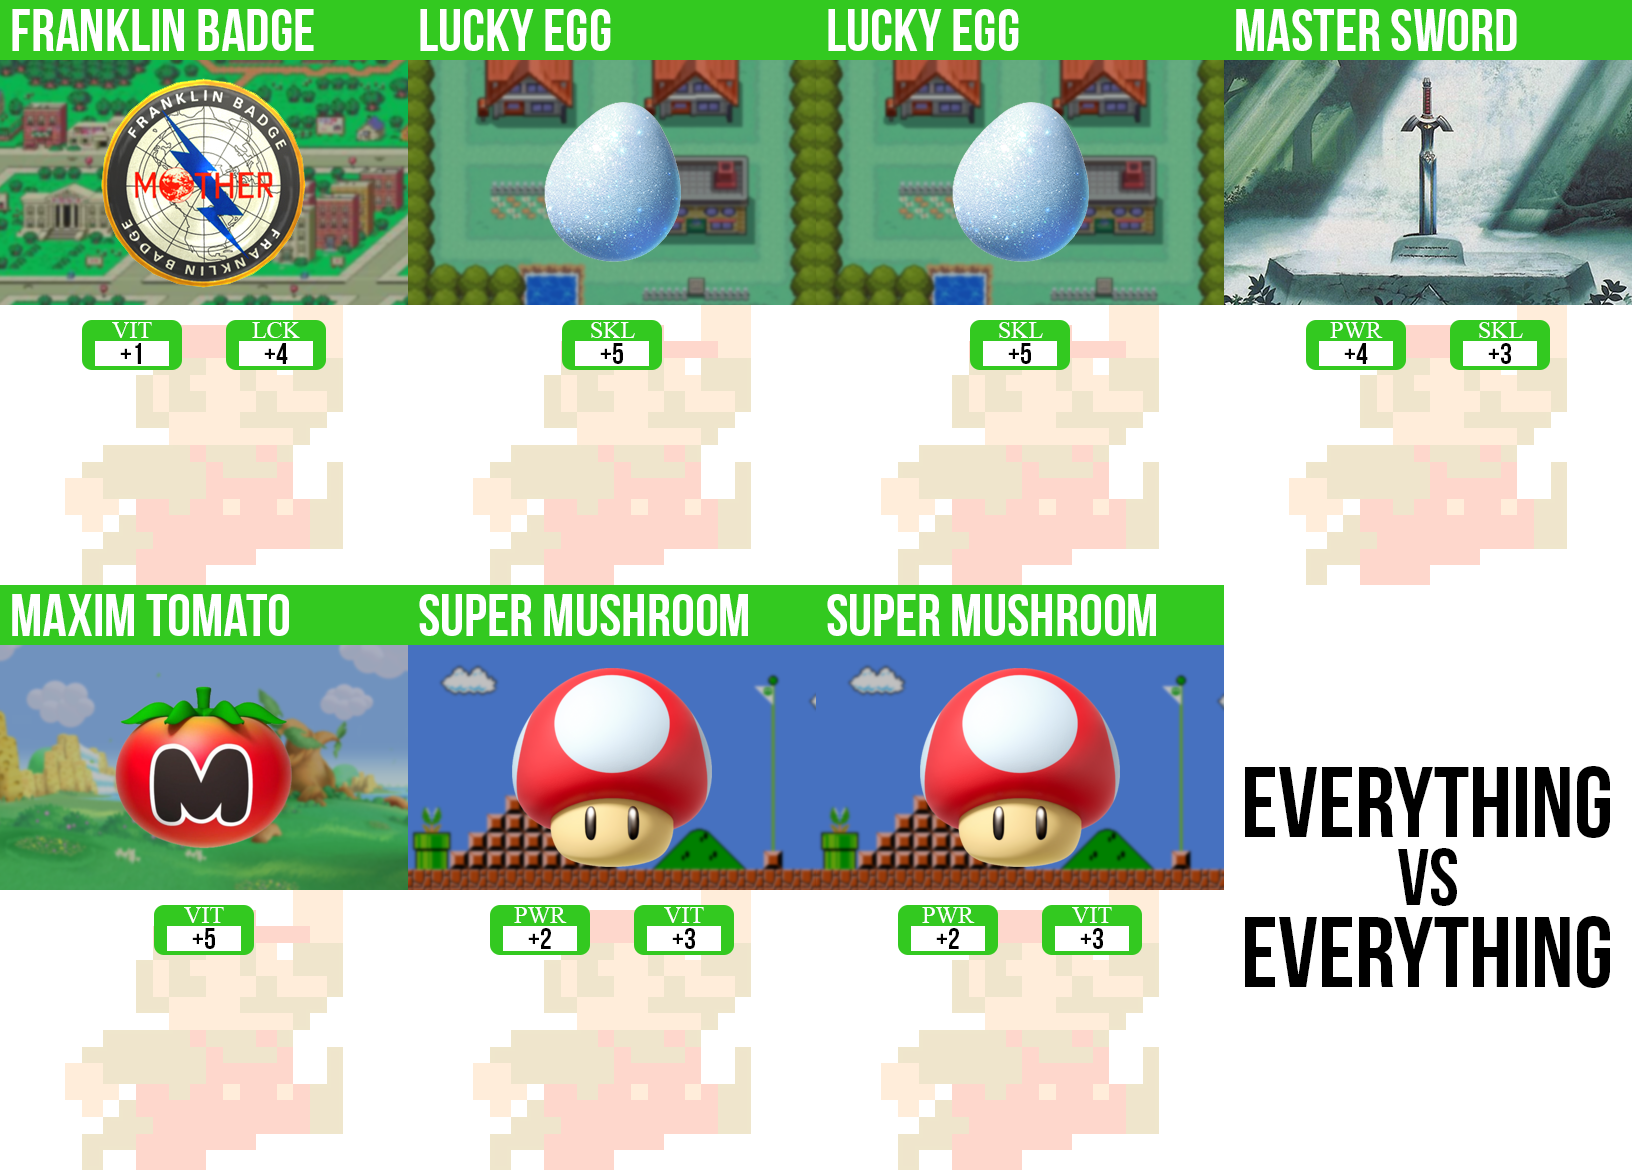 FRANKLIN BADGE
FRANKLIN BADGE
MOTHER
FRANKLIN BADGE
VIT
+1
LCK
+4
LUCKY EGG
SKL
+5
LUCKY EGG
SKL
+5
MASTER SWORD
PWR
+4
SKL
+3
MAXIM TOMATO
M
VIT
+5
SUPER MUSHROOM
PWR
+2
VIT
+3
SUPER MUSHROOM
PWR
+2
VIT
+3
EVERYTHING
VS
EVERYTHING